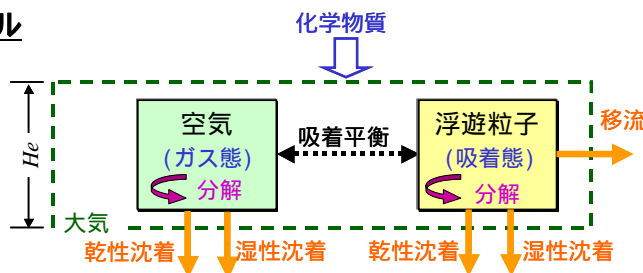 ル
化学物質
He
空気
(ガス態)
分解
吸着平衡
浮遊粒子
(吸着態)
分解
移流
大気
乾性沈着
湿性沈着
乾性沈着
湿性沈着